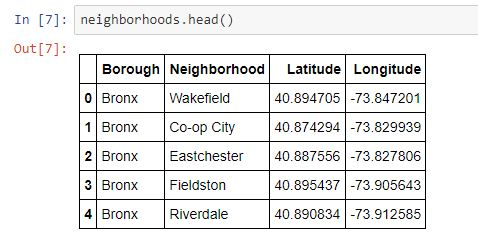 In [7]: neighborhoods.head()
Out[7]:
Borough Neighborhood Latitude Longitude
0 Bronx Wakefield 40.894705 -73.847201
1 Bronx Co-op City 40.874294 -73.829939
2 Bronx Eastchester 40.887556 -73.827806
3 Bronx Fieldston 40.895437 -73.905643
4 Bronx Riverdale 40.890834 -73.912585